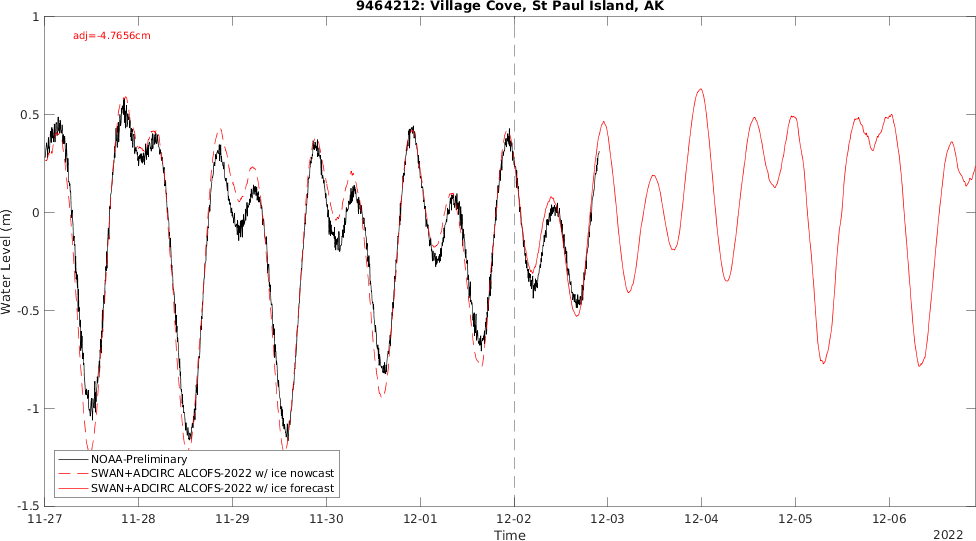 9464212: Village Cove, St Paul Island, AK
adj=-4.7656cm
1
0.5
0
-0.5
-1
-1.5
Water Level (m)
NOAA-Preliminary
SWAN+ADCIRC ALCOFS-2022 w/ ice nowcast
SWAN+ADCIRC ALCOFS-2022 w/ ice forecast
11-27 11-28 11-29 11-30 12-01 12-02 12-03 12-04 12-05 12-06
Time
2022